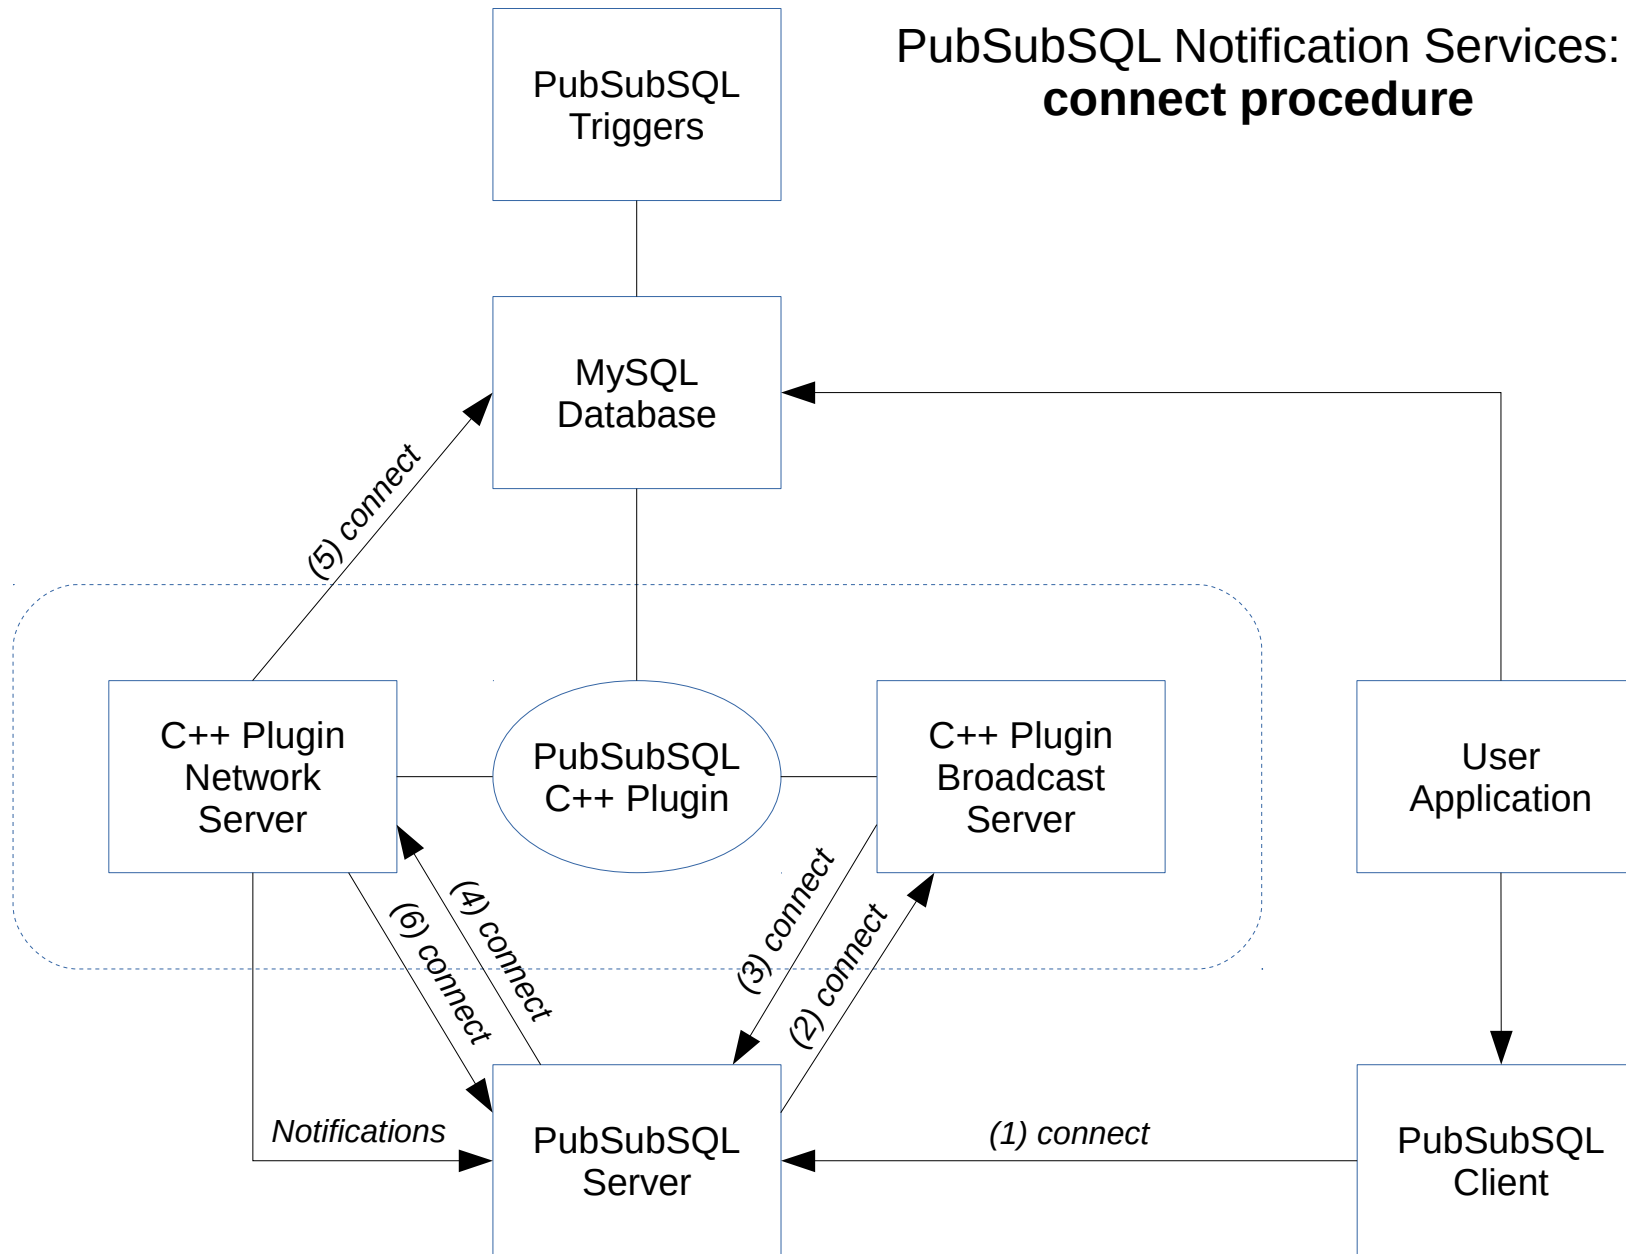 PubSubSQL Notification Services:
connect procedure
PubSubSQL
Triggers
MySQL
Database
(5) connect
C++ Plugin
Network
Server
PubSubSQL
C++ Plugin
C++ Plugin
Broadcast
Server
User
Application
(6) connect
(4) connect
(3) connect
(2) connect
Notifications
PubSubSQL
Server
(1) connect
PubSubSQL
Client